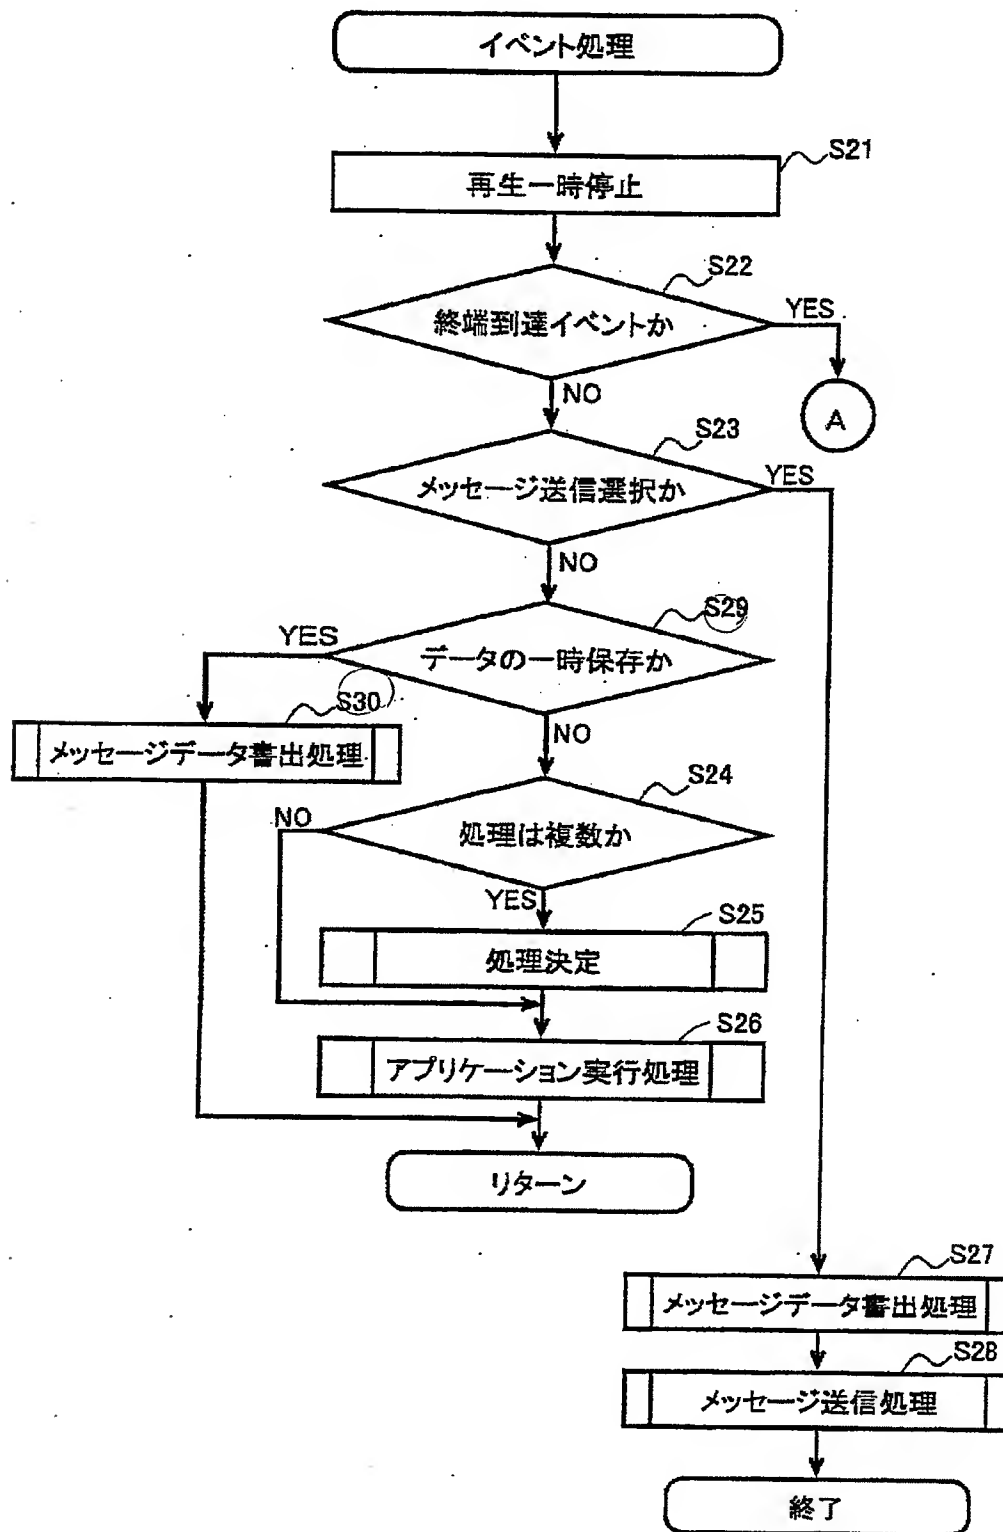 イベント処理
S21
再生一時停止
S22
終端到達イベントか
YES
A
NO
S23
メッセージ送信選択か
YES
NO
S29
データの一時保存か
YES
S30
メッセージデータ書出処理
NO
S24
処理は複数か
NO
YES
S25
処理決定
S26
アプリケーション実行処理
リターン
S27
メッセージデータ書出処理
S28
メッセージ送信処理
終了